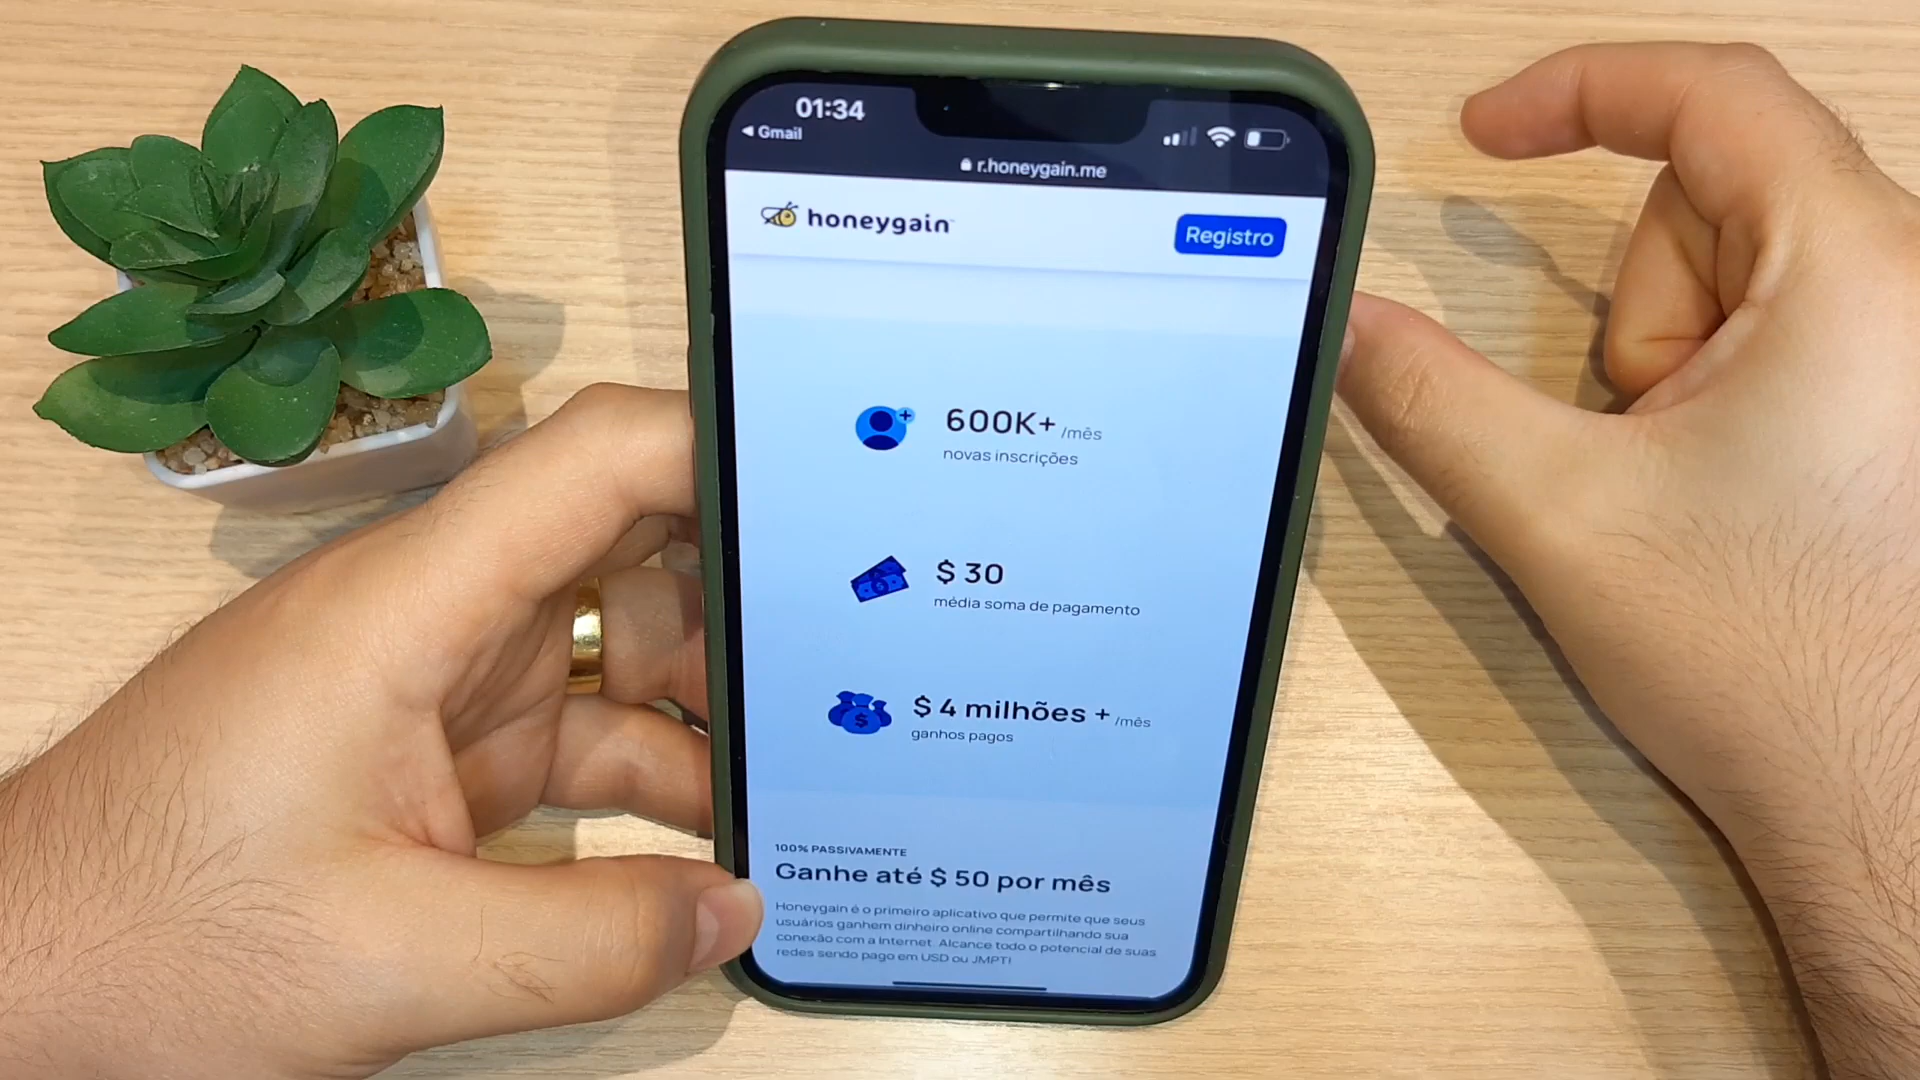 01:34
◀ Gmail
r.honeygain.me
honeygain
Registro
600K+ /mês
novas inscrições
$ 30
média soma de pagamento
$ 4 milhões + /mês
ganhos pagos
100% PASSIVAMENTE
Ganhe até $ 50 por mês
Honeygain é o primeiro aplicativo que permite que seus
usuários ganhem dinheiro online compartilhando sua
conexão com a Internet. Alcance todo o potencial de suas
redes sendo pago em USD ou JMPT!